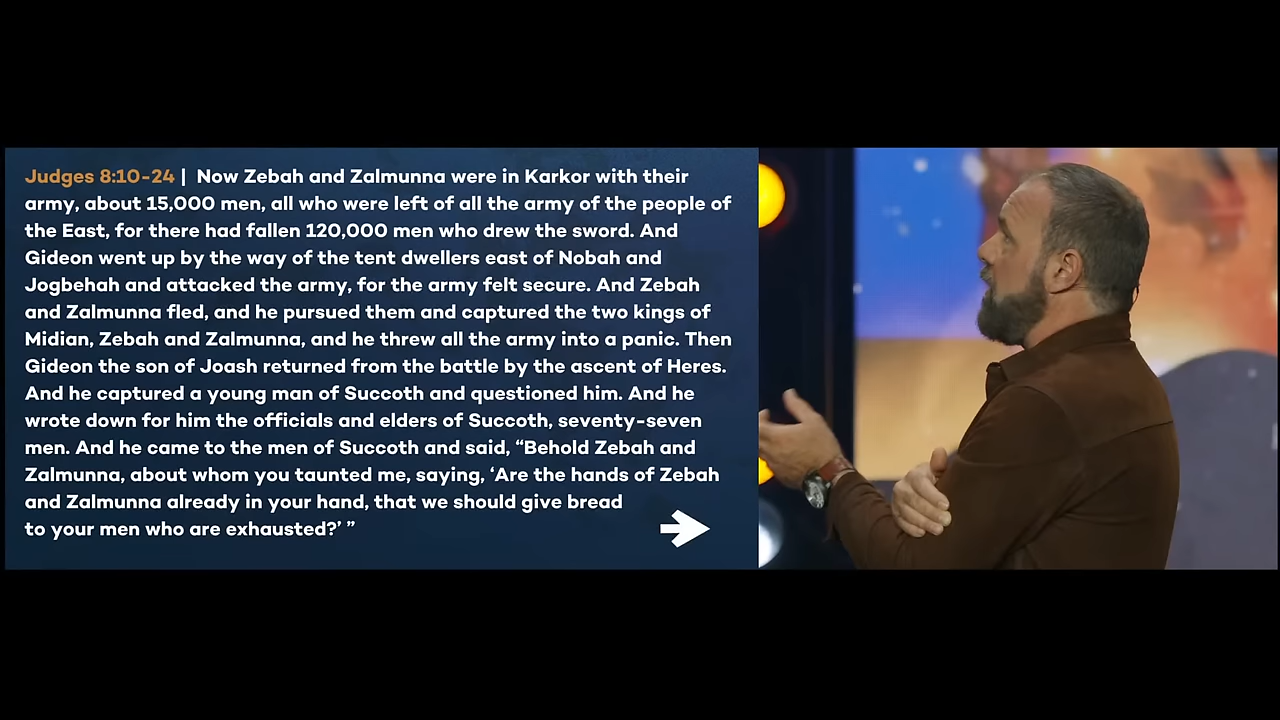 Judges 8:10-24 | Now Zebah and Zalmunna were in Karkor with their
army, about 15,000 men, all who were left of all the army of the people of
the East, for there had fallen 120,000 men who drew the sword. And
Gideon went up by the way of the tent dwellers east of Nobah and
Jogbehah and attacked the army, for the army felt secure. And Zebah
and Zalmunna fled, and he pursued them and captured the two kings of
Midian, Zebah and Zalmunna, and he threw all the army into a panic. Then
Gideon the son of Joash returned from the battle by the ascent of Heres.
And he captured a young man of Succoth and questioned him. And he
wrote down for him the officials and elders of Succoth, seventy-seven
men. And he came to the men of Succoth and said, “Behold Zebah and
Zalmunna, about whom you taunted me, saying, ‘Are the hands of Zebah
and Zalmunna already in your hand, that we should give bread
to your men who are exhausted?’ ”